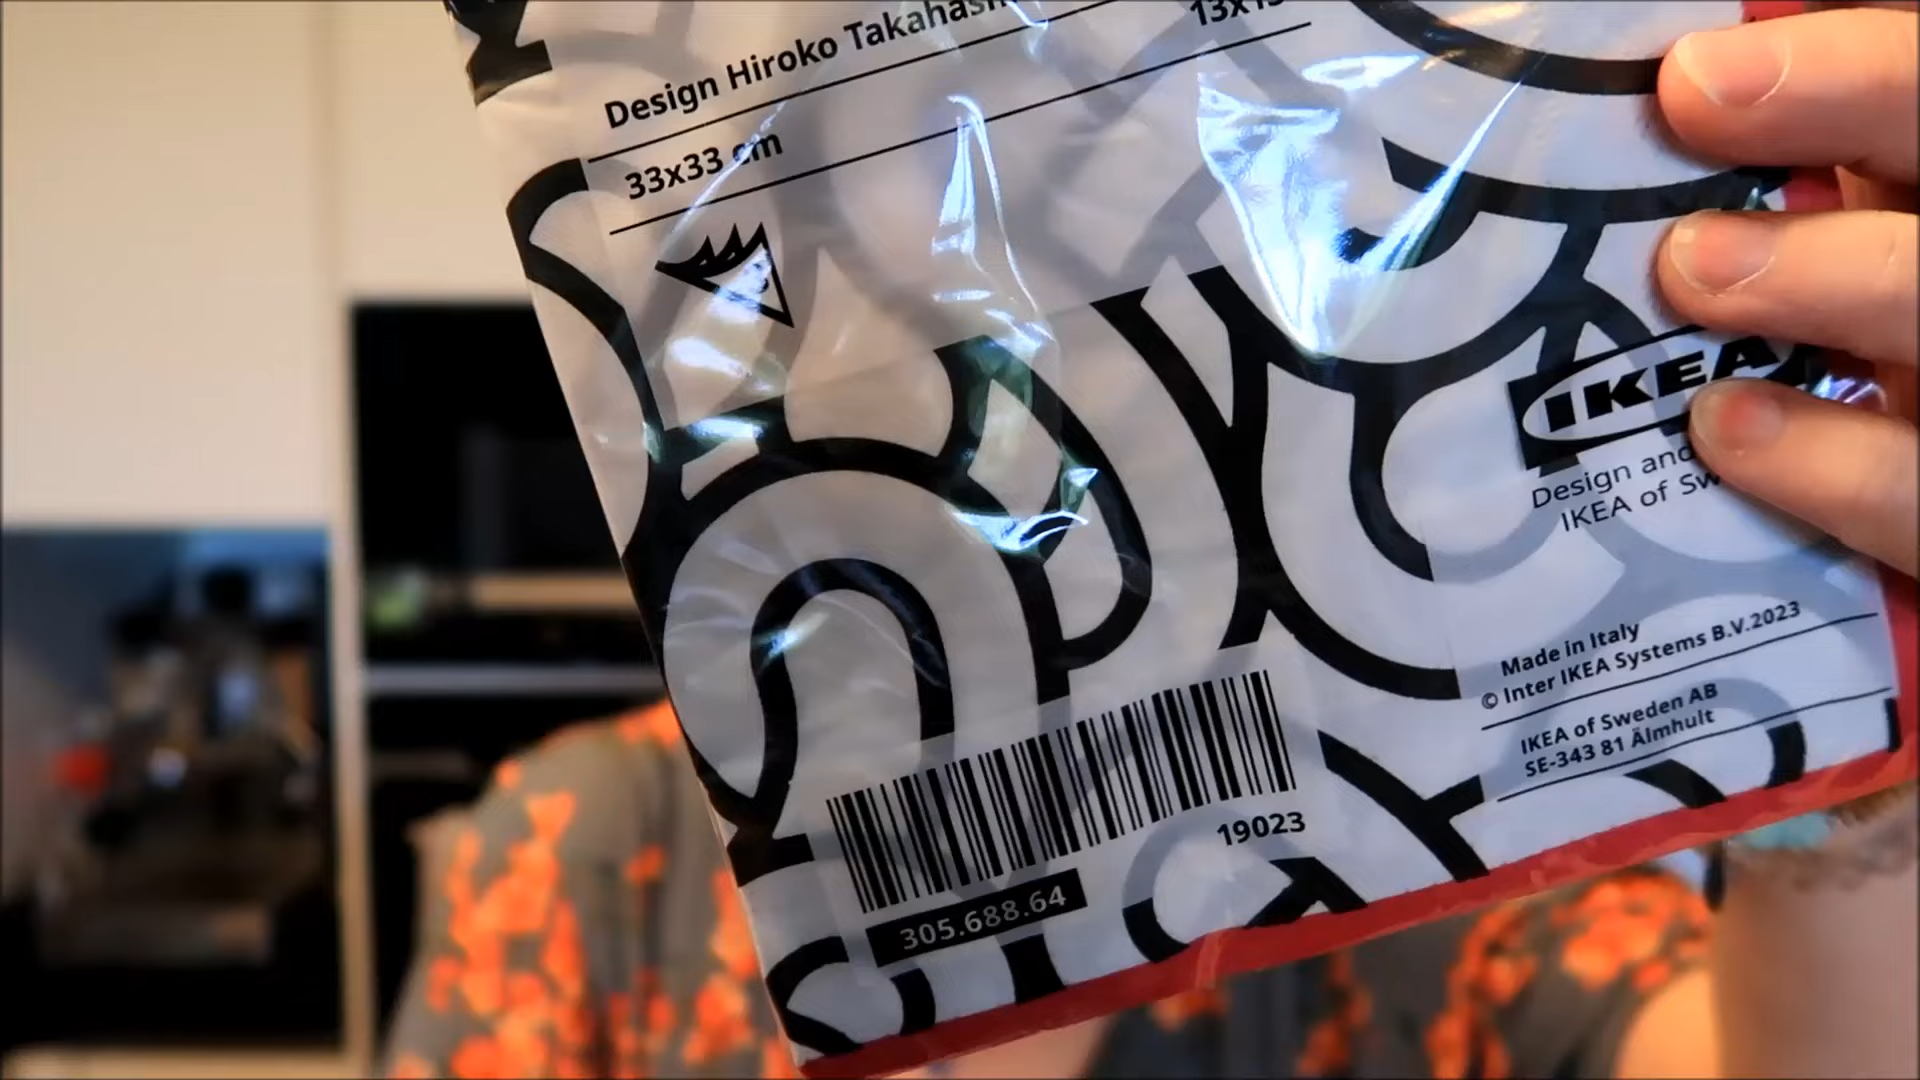 Design Hiroko Takahashi
33x33 cm
IKEA
Design and
IKEA of
Made in Italy
© Inter IKEA Systems B.V.2023
IKEA of Sweden AB
SE-343 81 Älmhult
19023
305.688.64